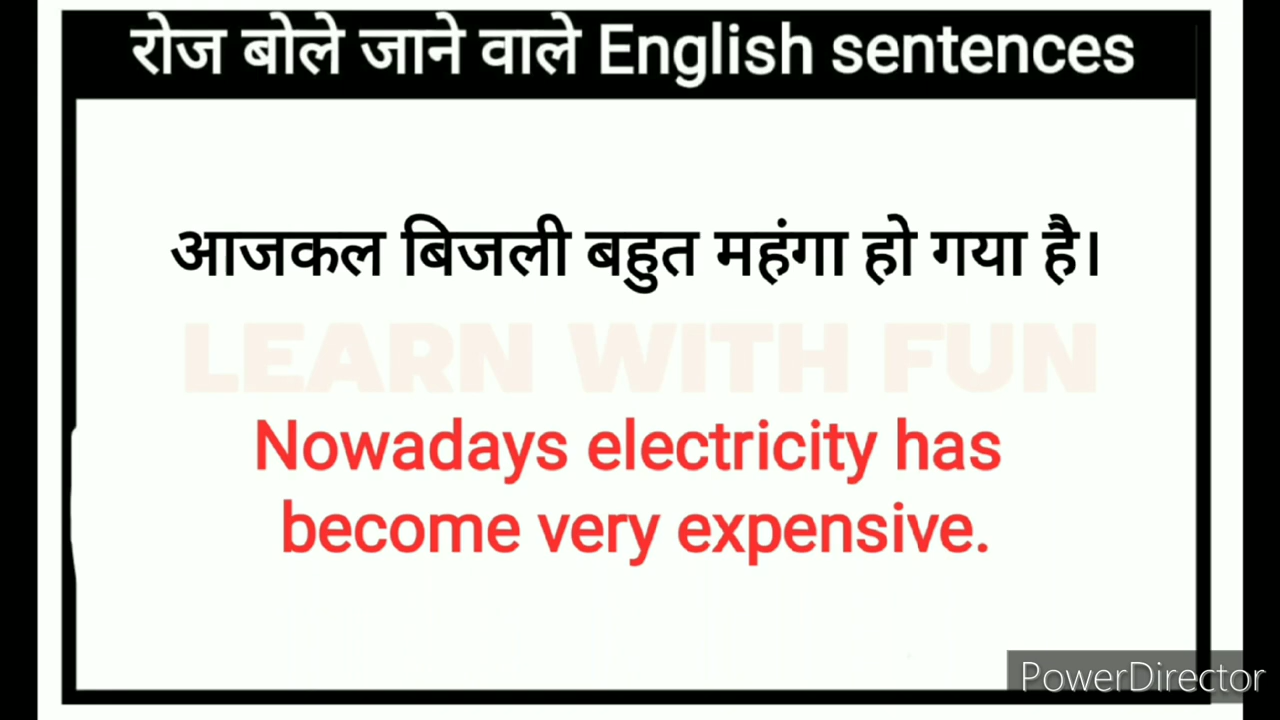 रोज बोले जाने वाले English sentences
आजकल बिजली बहुत महंगा हो गया है।
LEARN WITH FUN
Nowadays electricity has
become very expensive.
PowerDirector